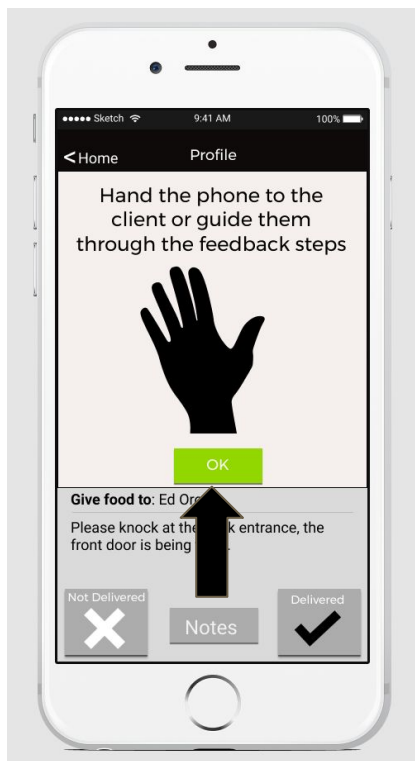 Sketch 9:41 AM 100%
<Home Profile
Hand the phone to the
client or guide them
through the feedback steps
OK
Give food to: Ed
Please knock at the entrance, the
front door is being
Not Delivered
Notes
Delivered